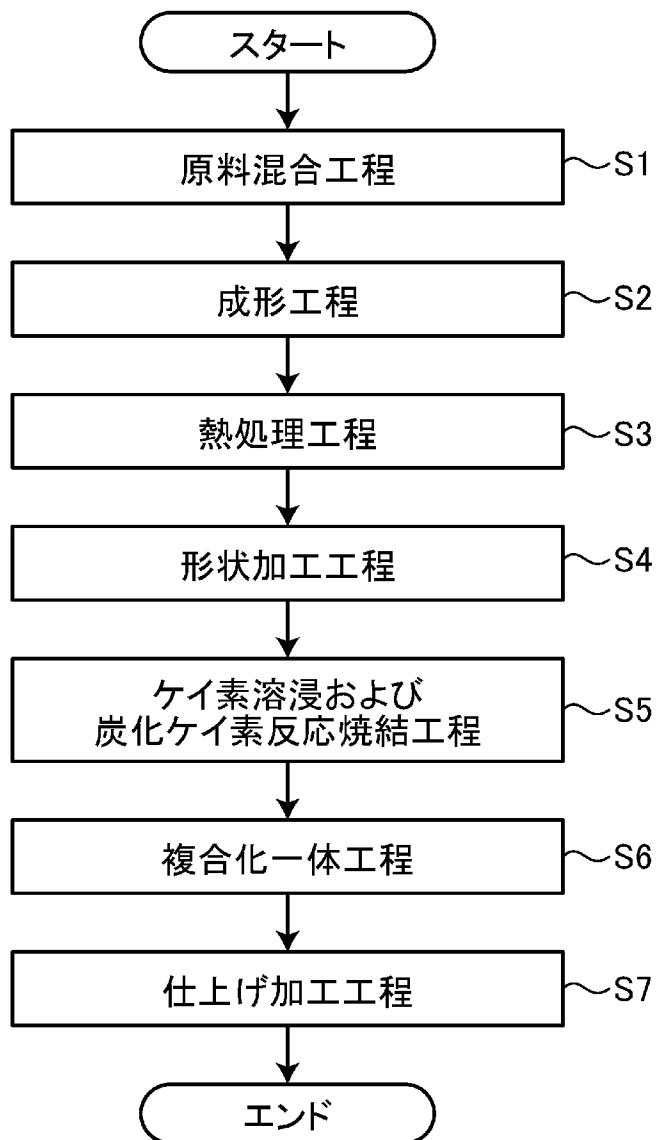 スタート
原料混合工程
S1
成形工程
S2
熱処理工程
S3
形状加工工程
S4
ケイ素溶浸および
炭化ケイ素反応焼結工程
S5
複合化一体工程
S6
仕上げ加工工程
S7
エンド